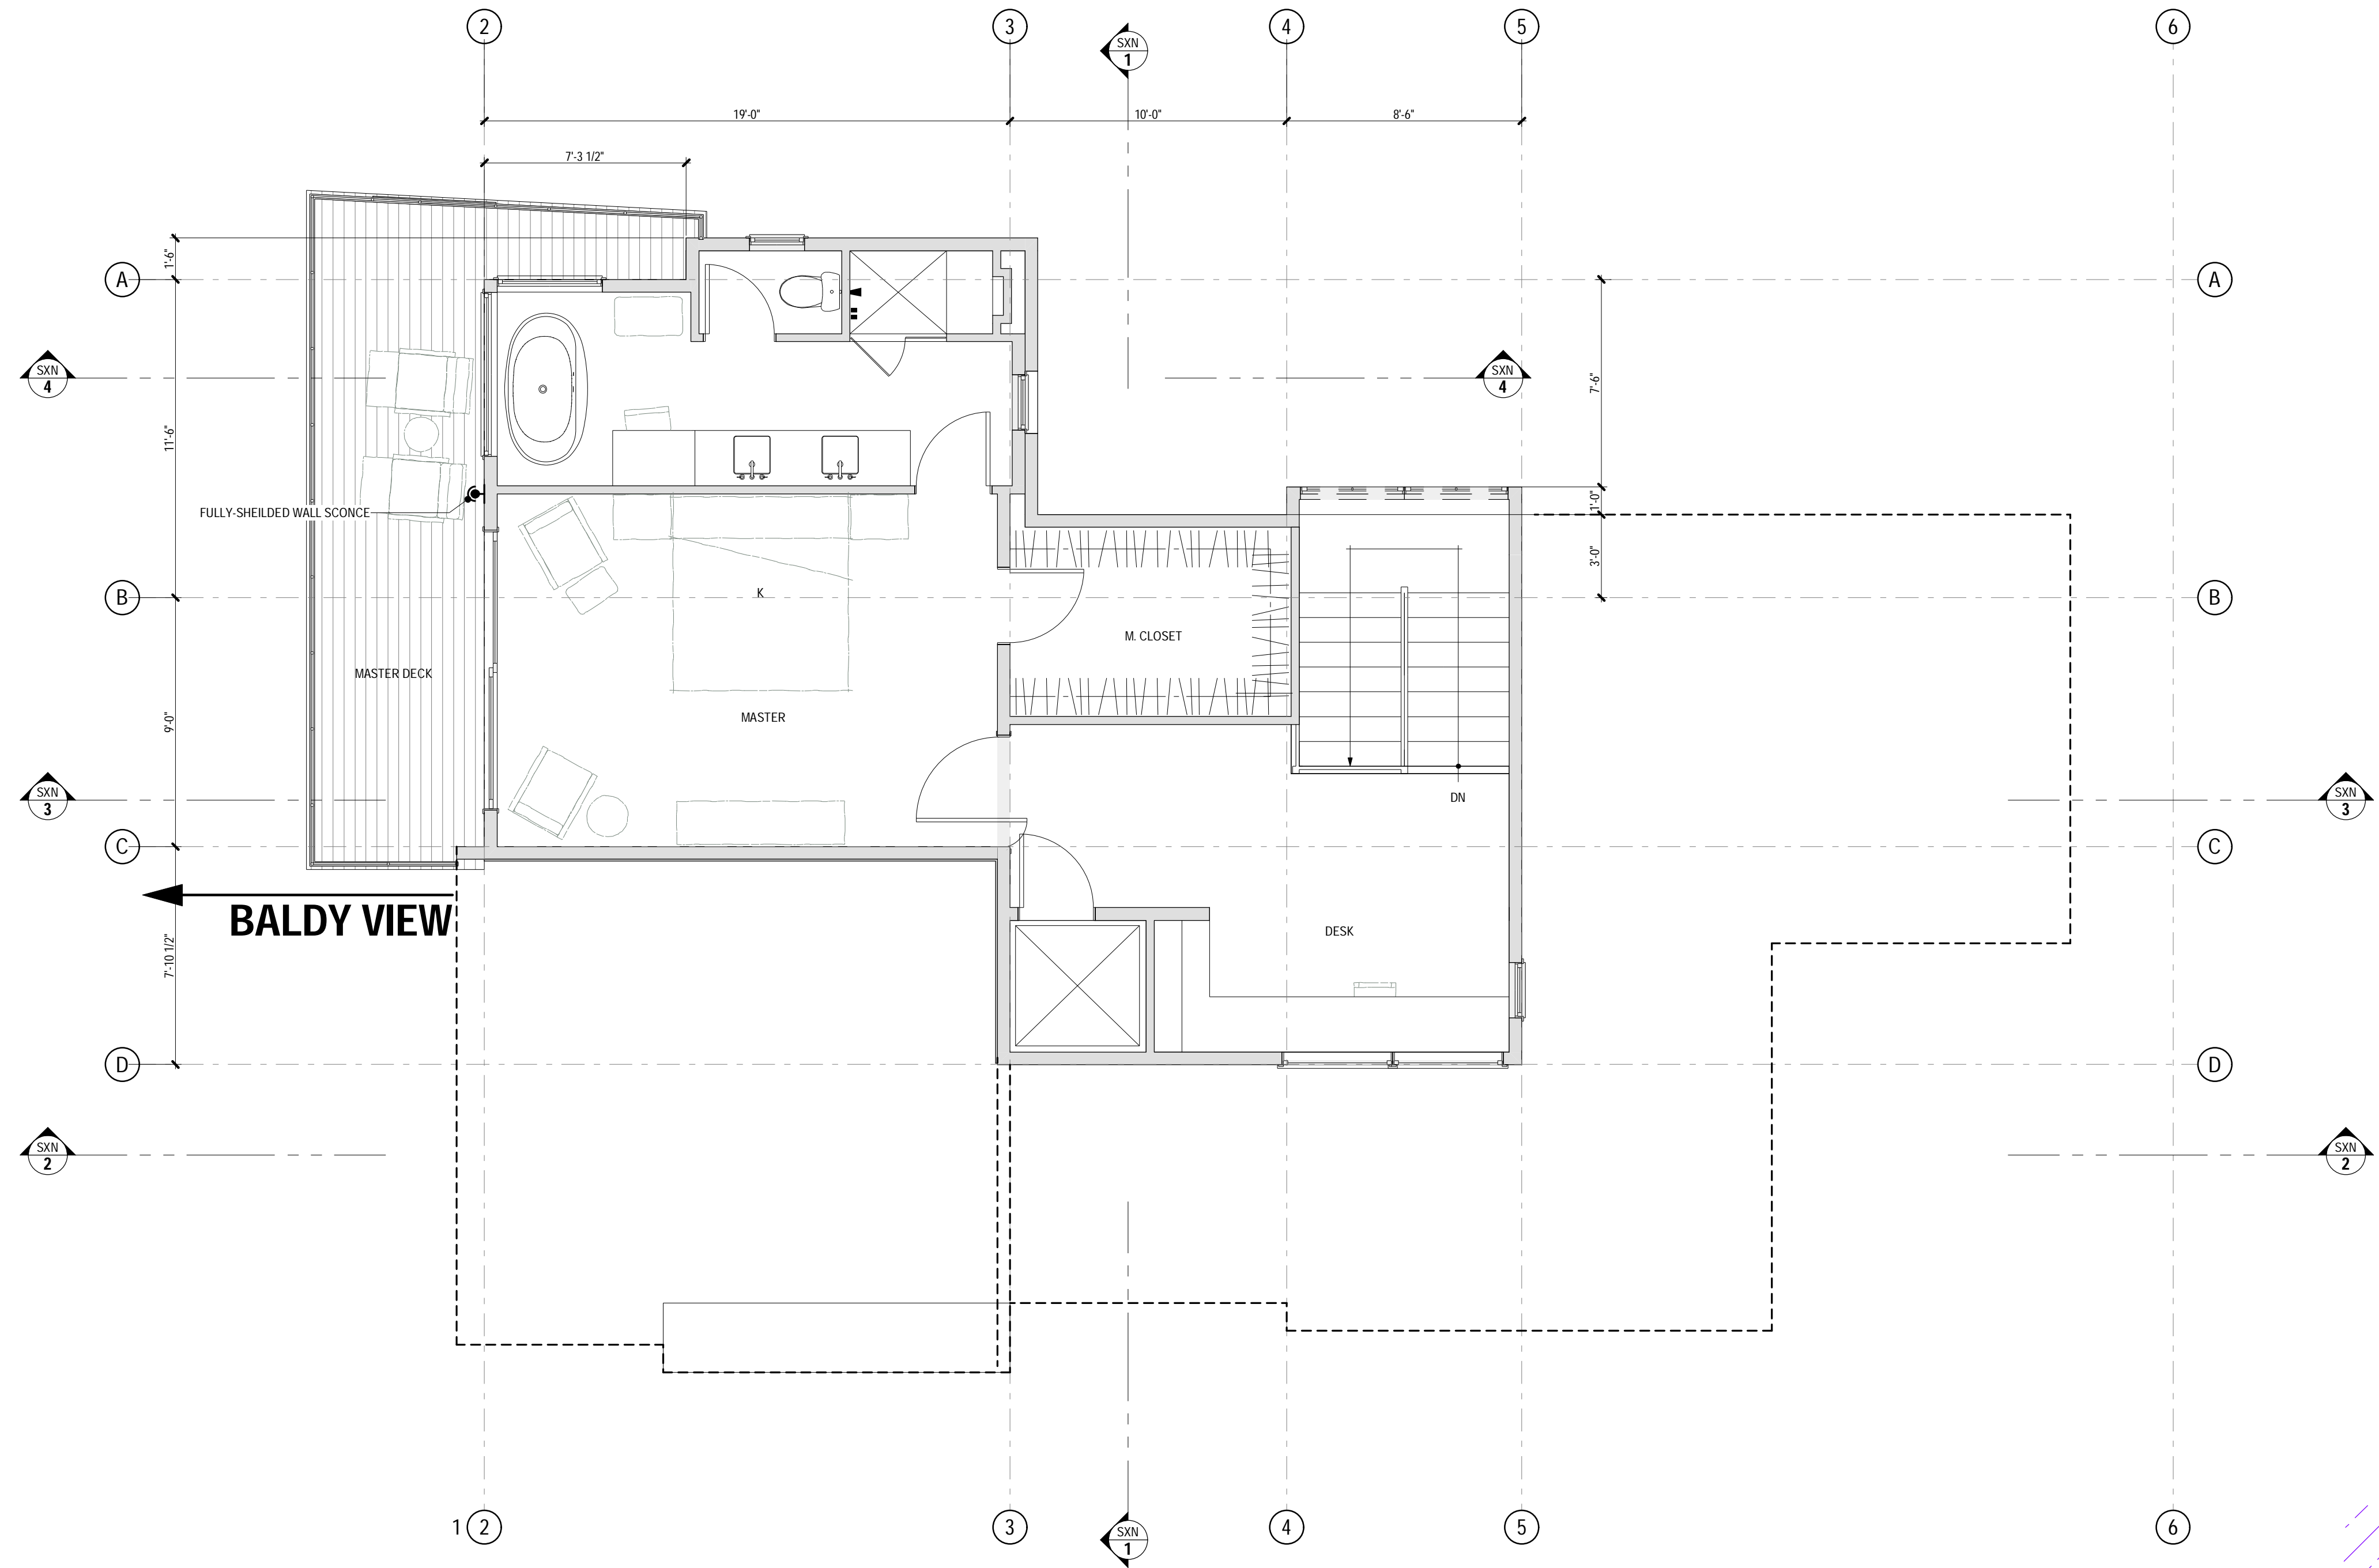 2
3
4
5
6
SXN
1
19'-0"
10'-0"
8'-6"
7'-3 1/2"
1'-6"
A
A
SXN
4
SXN
4
7'-6"
11'-6"
FULLY-SHEILDED WALL SCONCE
1'-0"
3'-0"
B
K
B
M. CLOSET
MASTER DECK
MASTER
9'-0"
SXN
3
DN
SXN
3
C
C
BALDY VIEW
DESK
7'-10 1/2"
D
D
SXN
2
SXN
2
1
2
3
SXN
1
4
5
6